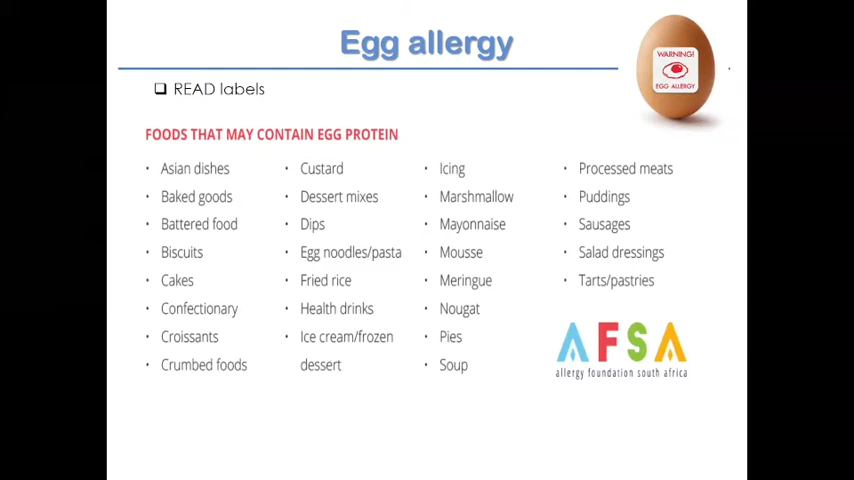 Egg allergy
WARNING!
EGG ALLERGY
READ labels
FOODS THAT MAY CONTAIN EGG PROTEIN
• Asian dishes
• Baked goods
• Battered food
• Biscuits
• Cakes
• Confectionary
• Croissants
• Crumbed foods
• Custard
• Dessert mixes
• Dips
• Egg noodles/pasta
• Fried rice
• Health drinks
• Ice cream/frozen
dessert
• Icing
• Marshmallow
• Mayonnaise
• Mousse
• Meringue
• Nougat
• Pies
• Soup
• Processed meats
• Puddings
• Sausages
• Salad dressings
• Tarts/pastries
AFSA
allergy foundation south africa